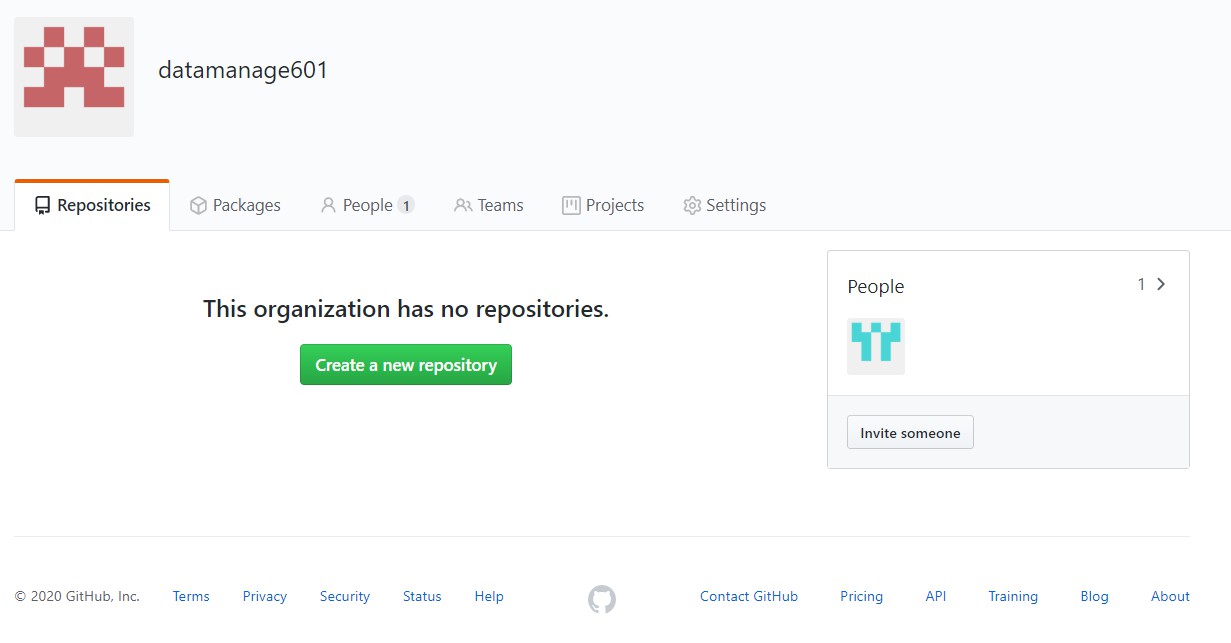 datamanage601
Repositories Packages People 1 Teams Projects Settings
This organization has no repositories.
Create a new repository
People 1
Invite someone
© 2020 GitHub, Inc. Terms Privacy Security Status Help Contact GitHub Pricing API Training Blog About